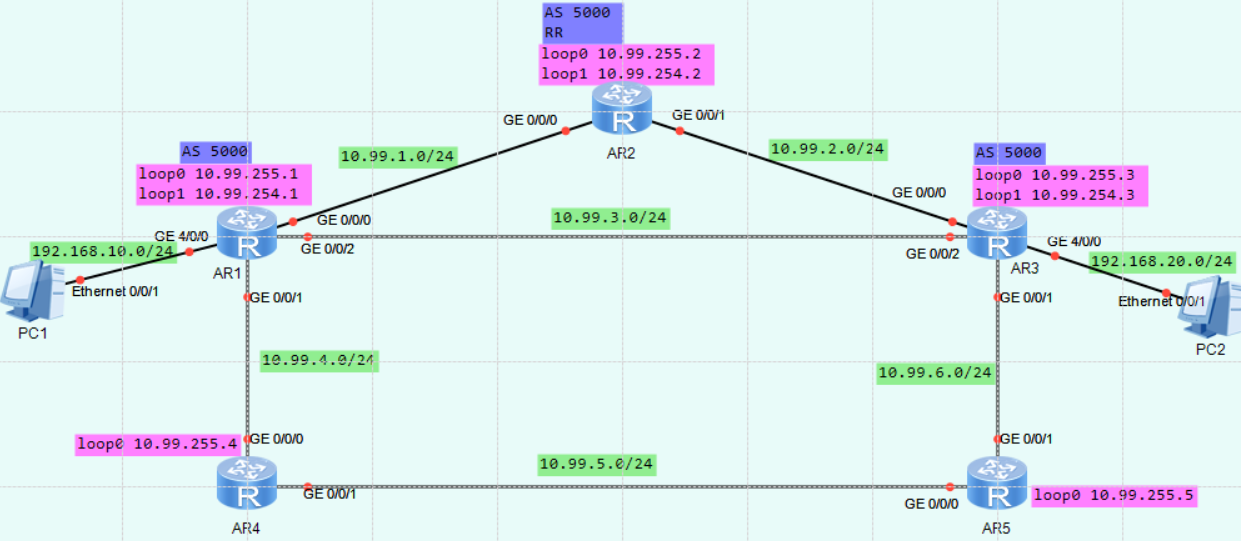 AS 5000
RR
loop0 10.99.255.2
loop1 10.99.254.2
GE 0/0/0
GE 0/0/1
AR2
10.99.1.0/24
10.99.2.0/24
AS 5000
loop0 10.99.255.1
loop1 10.99.254.1
AS 5000
loop0 10.99.255.3
loop1 10.99.254.3
GE 0/0/0
GE 0/0/0
10.99.3.0/24
GE 4/0/0
192.168.10.0/24
GE 0/0/2
GE 0/0/2
GE 4/0/0
192.168.20.0/24
AR1
AR3
Ethernet 0/0/1
Ethernet 0/0/1
PC1
PC2
GE 0/0/1
GE 0/0/1
10.99.4.0/24
10.99.6.0/24
loop0 10.99.255.4
GE 0/0/0
GE 0/0/1
10.99.5.0/24
GE 0/0/1
GE 0/0/0
loop0 10.99.255.5
AR4
AR5
R
R
R
R
R